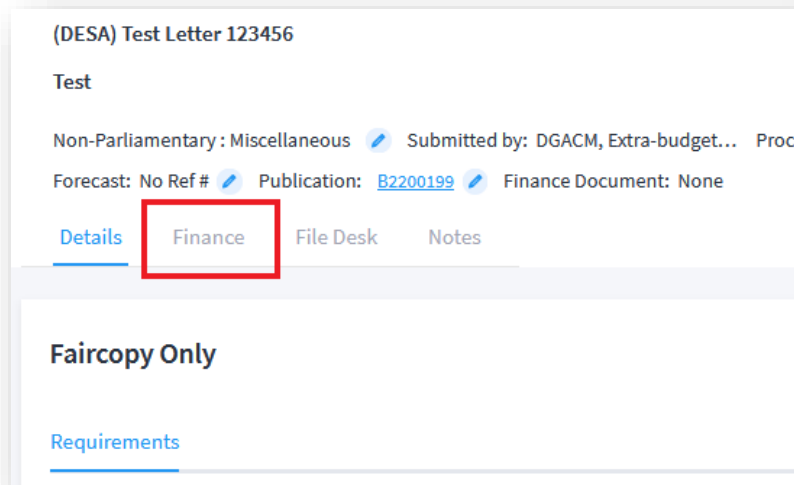 (DESA) Test Letter 123456
Test
Non-Parliamentary : Miscellaneous Submitted by: DGACM, Extra-budget... Proc
Forecast: No Ref # Publication: B2200199 Finance Document: None
Details Finance File Desk Notes
Faircopy Only
Requirements